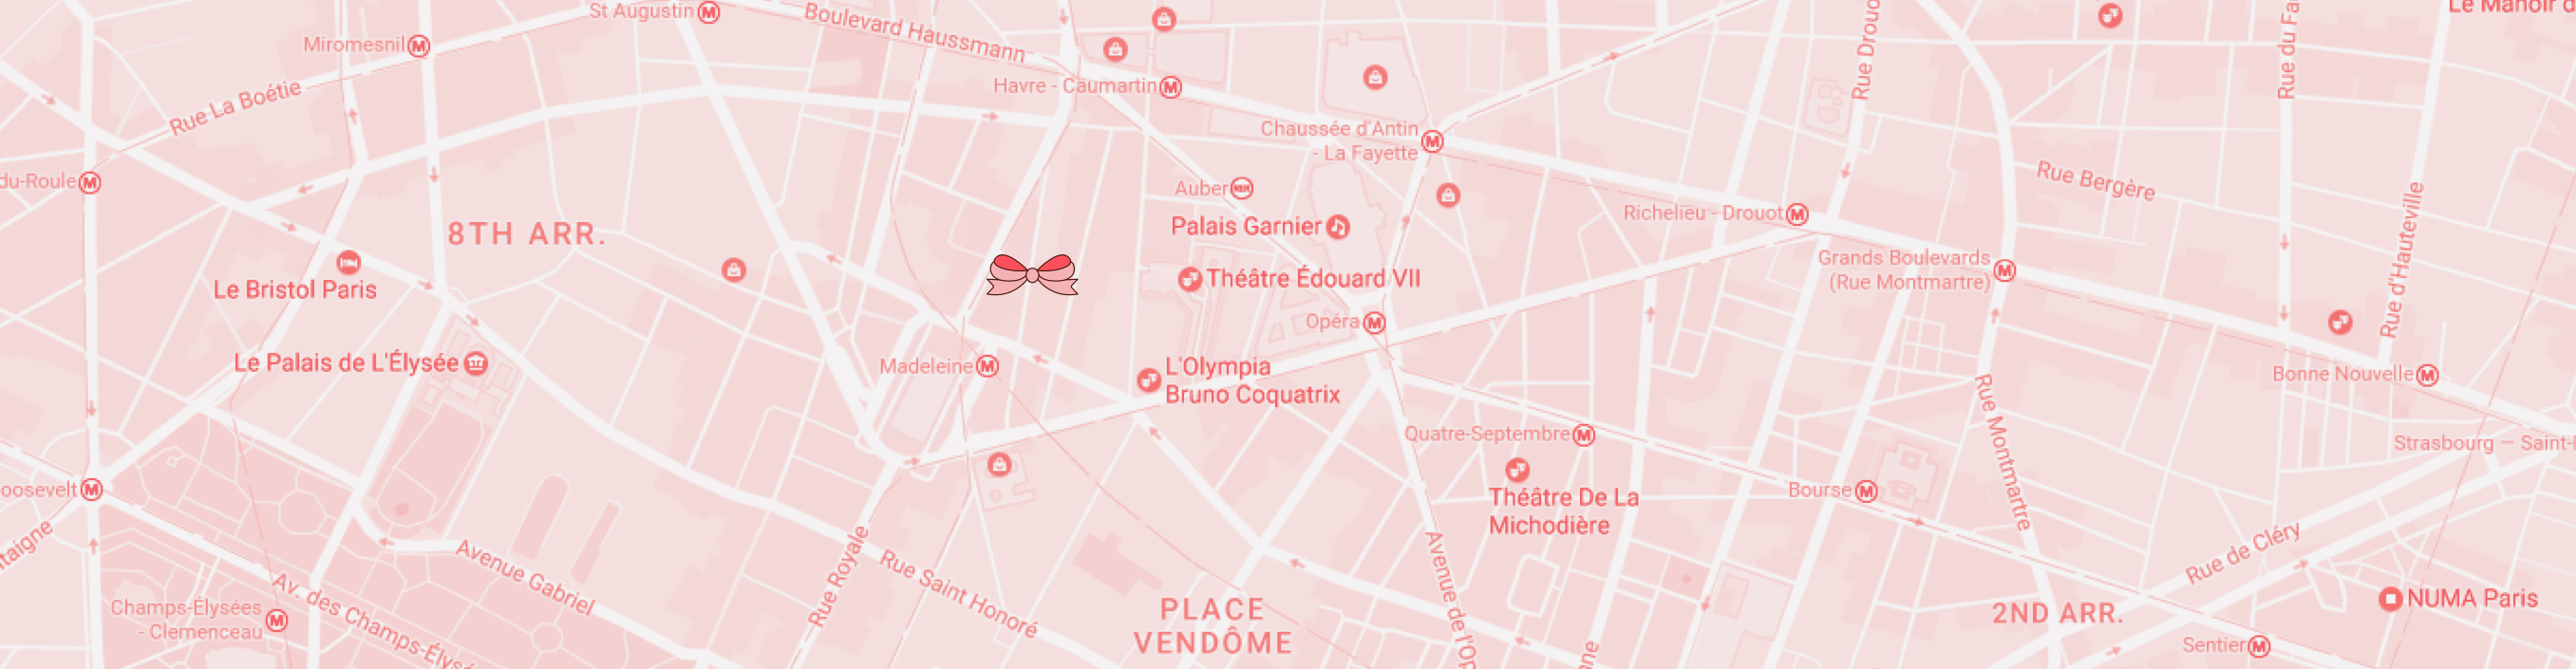 St Augustin
Boulevard Haussmann
Le Manoir d
Miromesnil
Rue Drouo
Rue du Fa
Rue La Boétie
Havre - Caumartin
Chaussée d'Antin
- La Fayette
du-Roule
Auber
Rue Bergère
Palais Garnier
Richelieu - Drouot
8TH ARR.
Rue d'Hauteville
Le Bristol Paris
Théâtre Édouard VII
Grands Boulevards
(Rue Montmartre)
Opéra
Le Palais de L'Élysée
Madeleine
L'Olympia
Bruno Coquatrix
Bonne Nouvelle
Quatre-Septembre
Rue Montmartre
Strasbourg – Saint-
oosevelt
Théâtre De La
Michodière
Bourse
taigne
Avenue Gabriel
Rue Royale
Rue Saint Honoré
Avenue de l'Op
Rue de Cléry
Av. des Champs-Élysé
Champs-Élysées
- Clemenceau
PLACE
VENDÔME
nne
2ND ARR.
NUMA Paris
Sentier